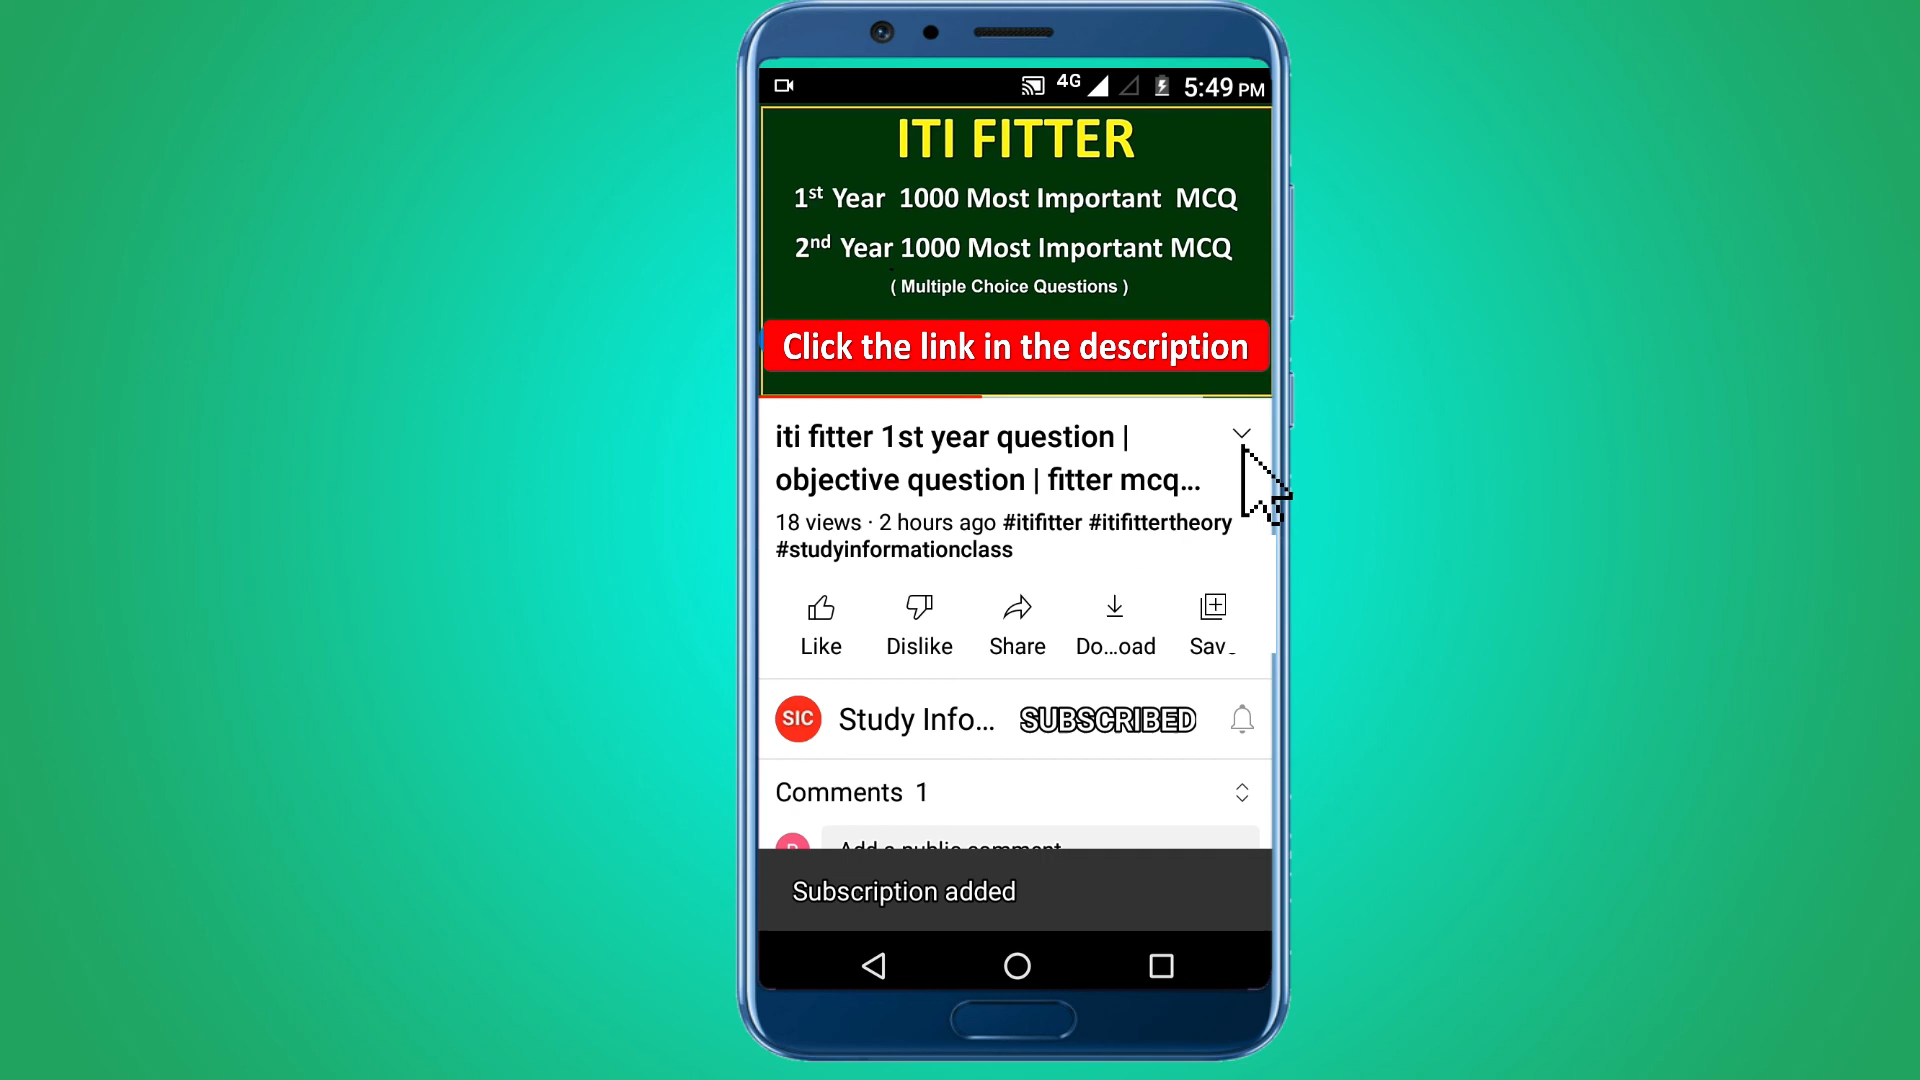 4G 5:49 PM
ITI FITTER
1st Year 1000 Most Important MCQ
2nd Year 1000 Most Important MCQ
( Multiple Choice Questions )
Click the link in the description
iti fitter 1st year question |
objective question | fitter mcq...
18 views · 2 hours ago #itifitter #itifittertheory
#studyinformationclass
Like Dislike Share Do...oad Sav
SIC Study Info... SUBSCRIBED
Comments 1
Add a public comment
Subscription added